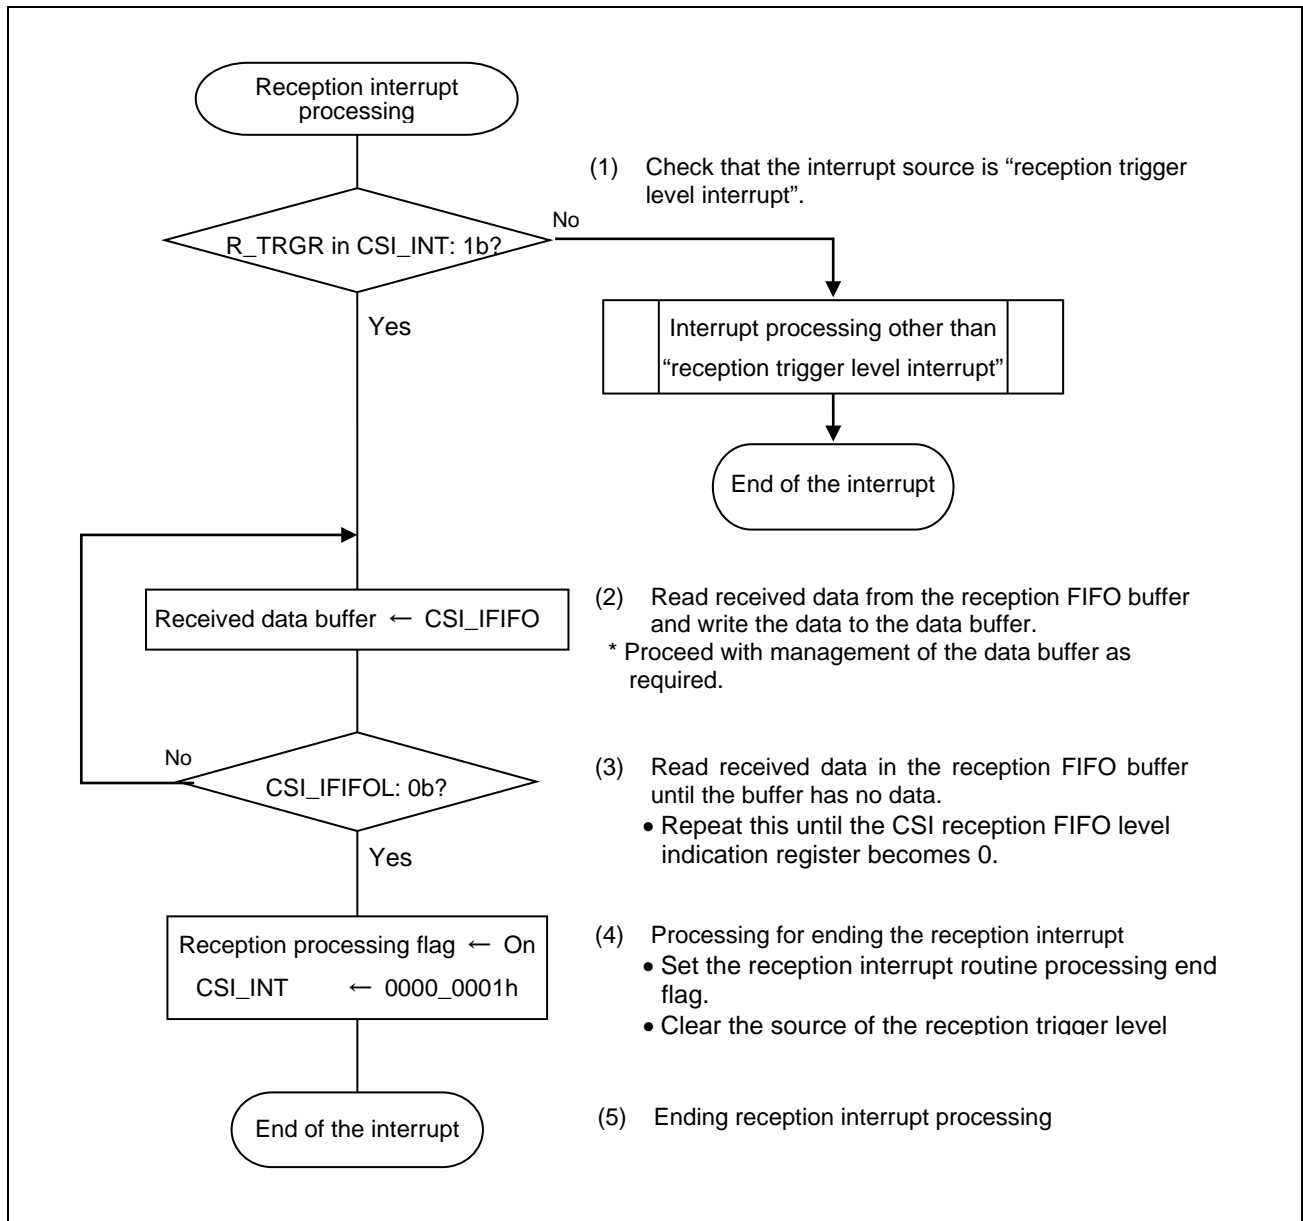 Reception interrupt
processing
(1) Check that the interrupt source is “reception trigger
level interrupt”.
No
R_TRGR in CSI_INT: 1b?
Yes
Interrupt processing other than
“reception trigger level interrupt”
End of the interrupt
Received data buffer ← CSI_IFIFO
(2) Read received data from the reception FIFO buffer
and write the data to the data buffer.
* Proceed with management of the data buffer as
required.
No
CSI_IFIFOL: 0b?
(3) Read received data in the reception FIFO buffer
until the buffer has no data.
• Repeat this until the CSI reception FIFO level
indication register becomes 0.
Yes
Reception processing flag ← On
CSI_INT ← 0000_0001h
(4) Processing for ending the reception interrupt
• Set the reception interrupt routine processing end
flag.
• Clear the source of the reception trigger level
End of the interrupt
(5) Ending reception interrupt processing